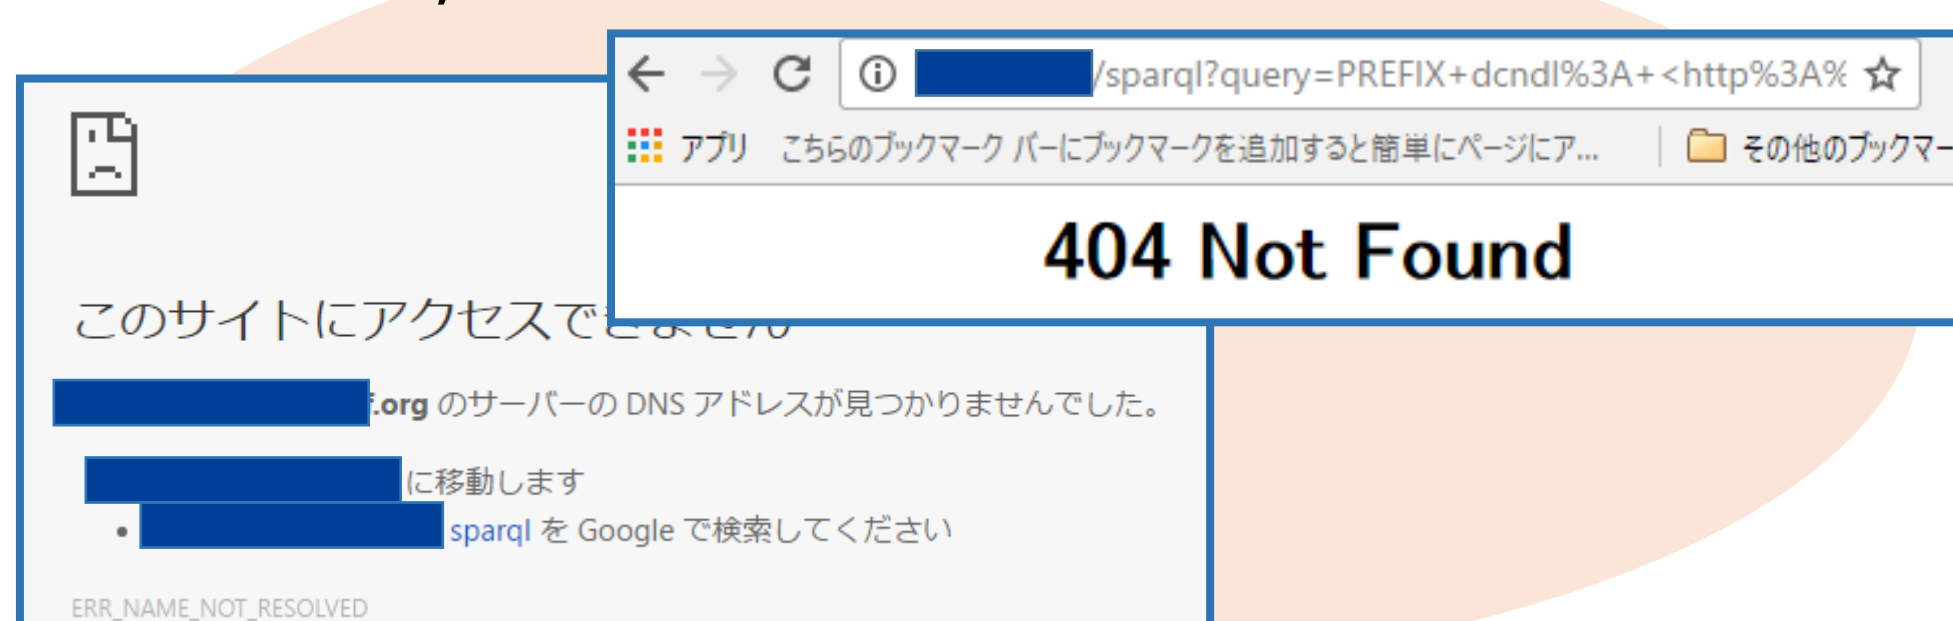 /sparql?query=PREFIX+dcndl%3A+<http%3A%
アプリ こちらのブックマーク バーにブックマークを追加すると簡単にページにア... その他のブックマー
404 Not Found
このサイトにアクセスできません
.org のサーバーの DNS アドレスが見つかりませんでした。
に移動します
• sparql を Google で検索してください
ERR_NAME_NOT_RESOLVED